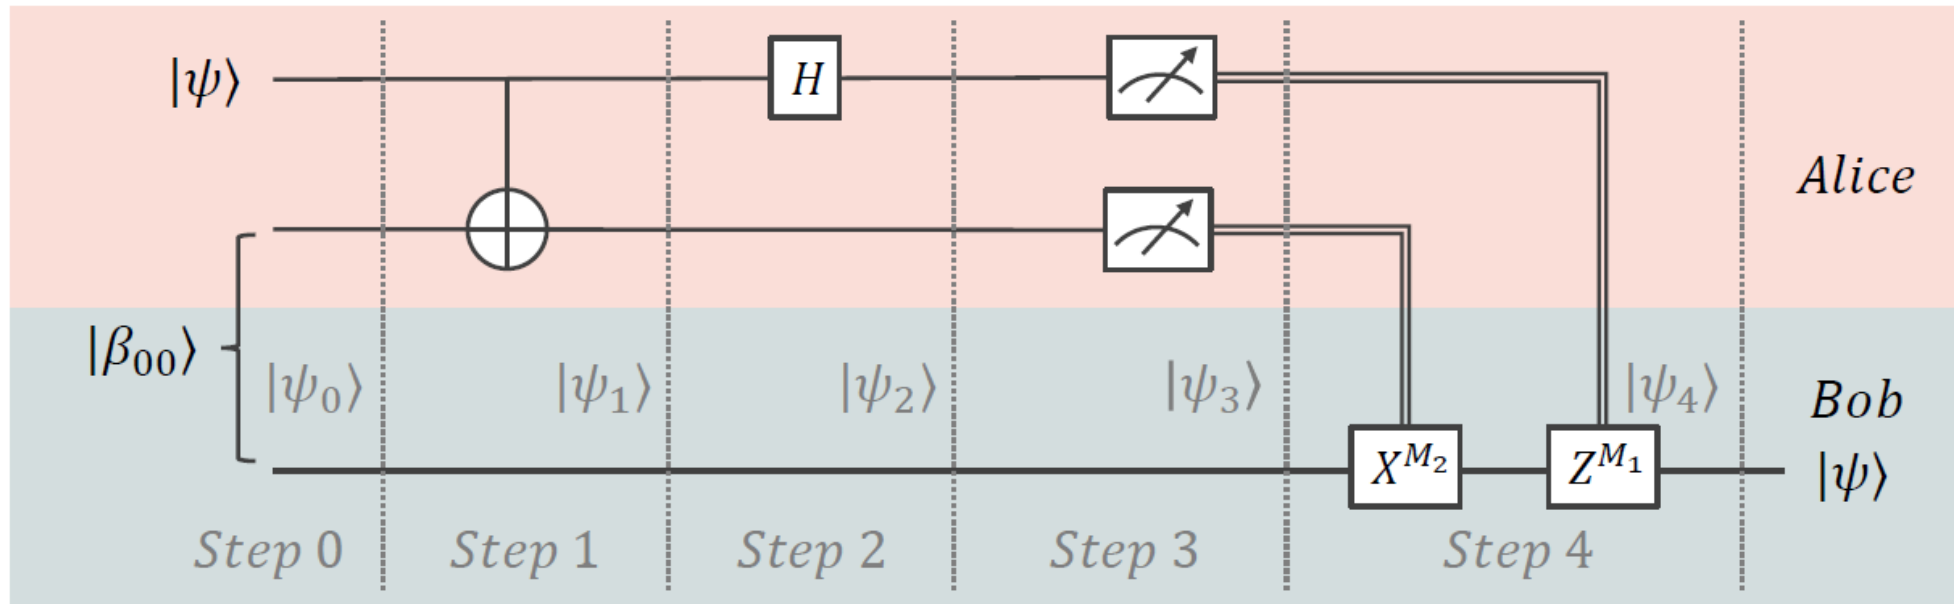 |ψ⟩
H
Alice
|β₀₀⟩
|ψ₀⟩ |ψ₁⟩ |ψ₂⟩ |ψ₃⟩ |ψ₄⟩
Bob
X^{M₂} Z^{M₁} |ψ⟩
Step 0 Step 1 Step 2 Step 3 Step 4